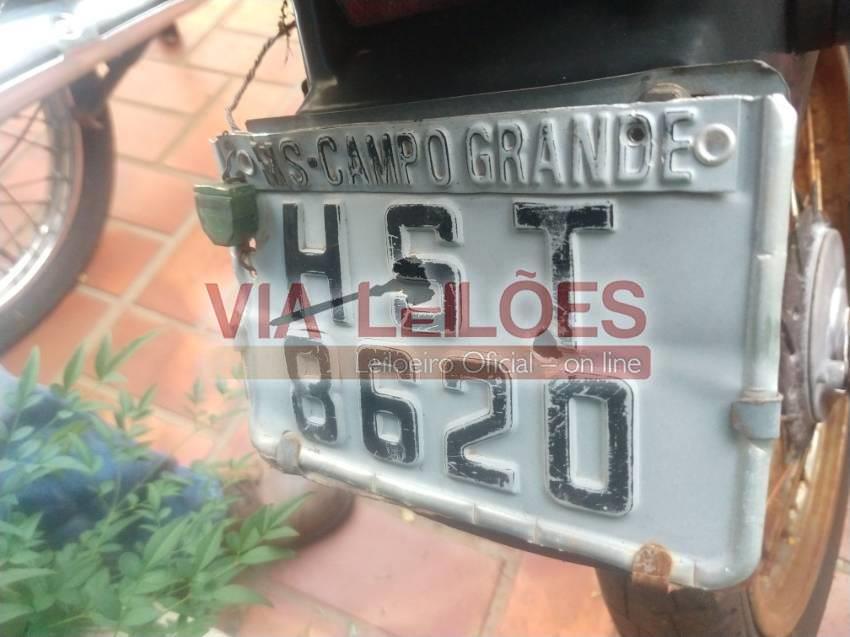 MS·CAMPO GRANDE
HST
8620
VIA LEILÕES
Leiloeiro Oficial – on line